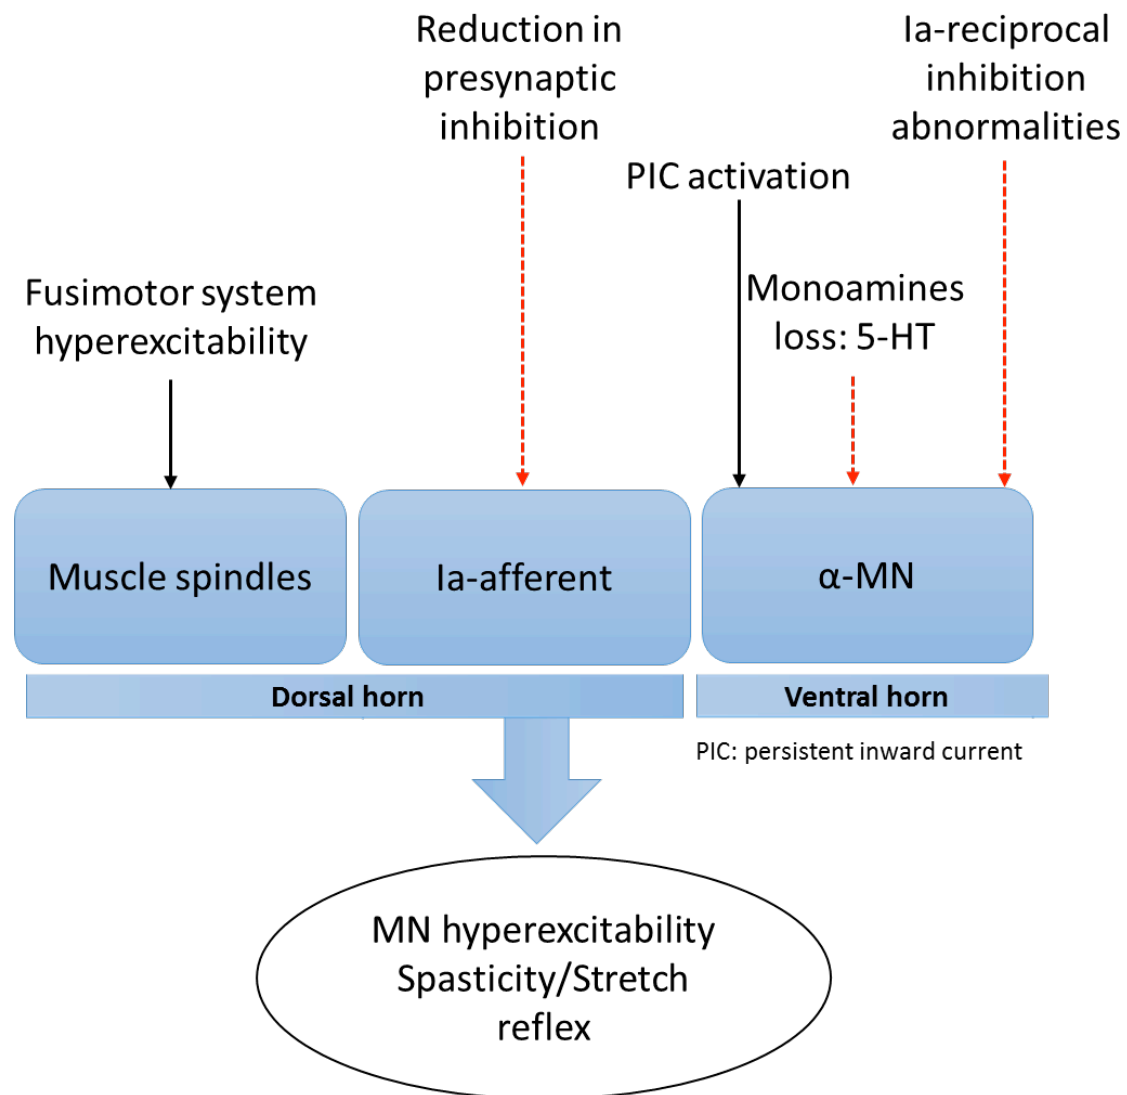 Reduction in
presynaptic
inhibition
Ia-reciprocal
inhibition
abnormalities
PIC activation
Fusimotor system
hyperexcitability
Monoamines
loss: 5-HT
Muscle spindles
Ia-afferent
α-MN
Dorsal horn
Ventral horn
PIC: persistent inward current
MN hyperexcitability
Spasticity/Stretch
reflex